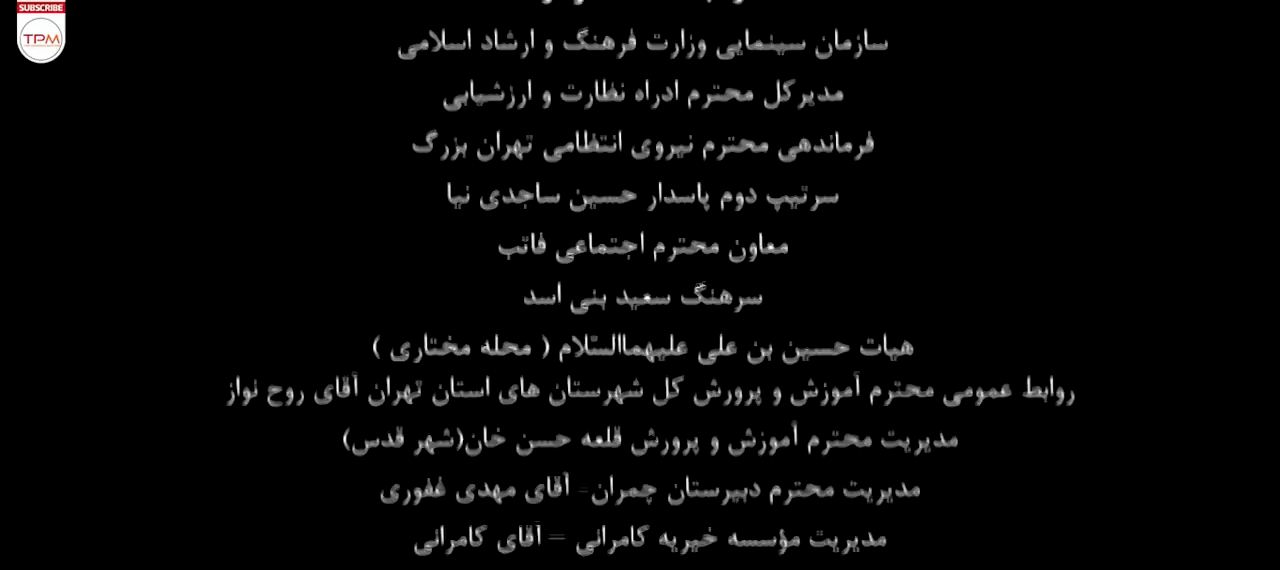 SUBSCRIBE
TPM
سازمان سینمایی وزارت فرهنگ و ارشاد اسلامی
مدیرکل محترم ادراه نظارت و ارزشیابی
فرماندهی محترم نیروی انتظامی تهران بزرگ
سرتیپ دوم پاسدار حسین ساجدی نیا
معاون محترم اجتماعی فاتب
سرهنگ سعید بنی اسد
هیات حسین بن علی علیهماالسّلام ( محله مختاری )
روابط عمومی محترم آموزش و پرورش کل شهرستان های استان تهران آقای روح نواز
مدیریت محترم آموزش و پرورش قلعه حسن خان(شهر قدس)
مدیریت محترم دبیرستان چمران- آقای مهدی غفوری
مدیریت مؤسسه خیریه کامرانی – آقای کامرانی